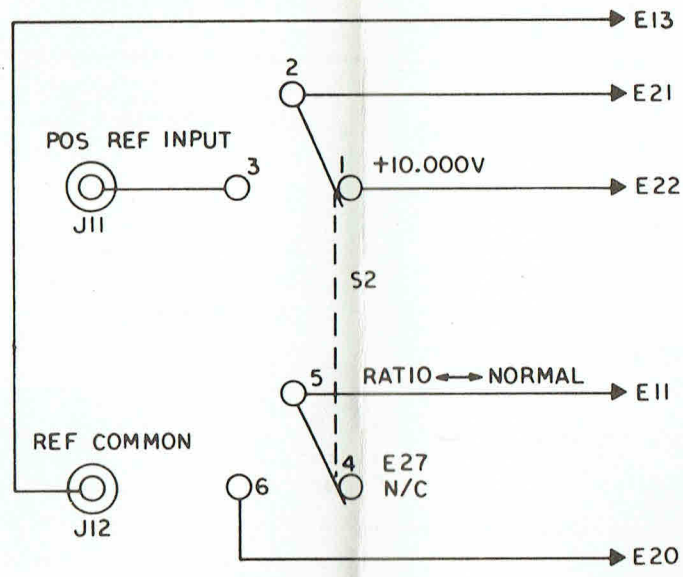 E13
2
E21
POS REF INPUT
3
1
+10.000V
E22
J11
S2
5
RATIO NORMAL
E11
REF COMMON
6
4
E27
N/C
J12
E20